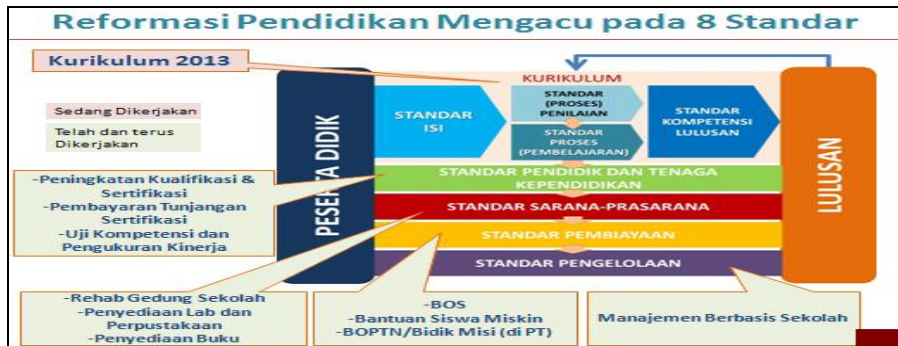 Reformasi Pendidikan Mengacu pada 8 Standar
Kurikulum 2013
Sedang Dikerjakan
Telah dan terus
Dikerjakan
PESERTA DIDIK
KURIKULUM
STANDAR
ISI
STANDAR
(PROSES)
PENILAIAN
STANDAR
PROSES
(PEMBELAJARAN)
STANDAR
KOMPETENSI
LULUSAN
LULUSAN
STANDAR PENDIDIK DAN TENAGA
KEPENDIDIKAN
STANDAR SARANA-PRASARANA
STANDAR PEMBIAYAAN
STANDAR PENGELOLAAN
-Peningkatan Kualifikasi &
Sertifikasi
-Pembayaran Tunjangan
Sertifikasi
-Uji Kompetensi dan
Pengukuran Kinerja
-Rehab Gedung Sekolah
-Penyediaan Lab dan
Perpustakaan
-Penyediaan Buku
-BOS
-Bantuan Siswa Miskin
-BOPTN/Bidik Misi (di PT)
Manajemen Berbasis Sekolah